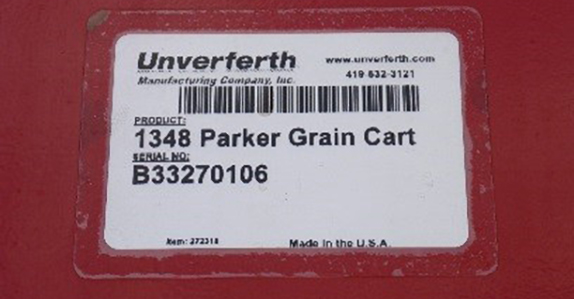 Unverferth
www.unverferth.com
Manufacturing Company, Inc.
419-532-3121
PRODUCT:
1348 Parker Grain Cart
SERIAL NO:
B33270106
Item: 272318
Made in the U.S.A.